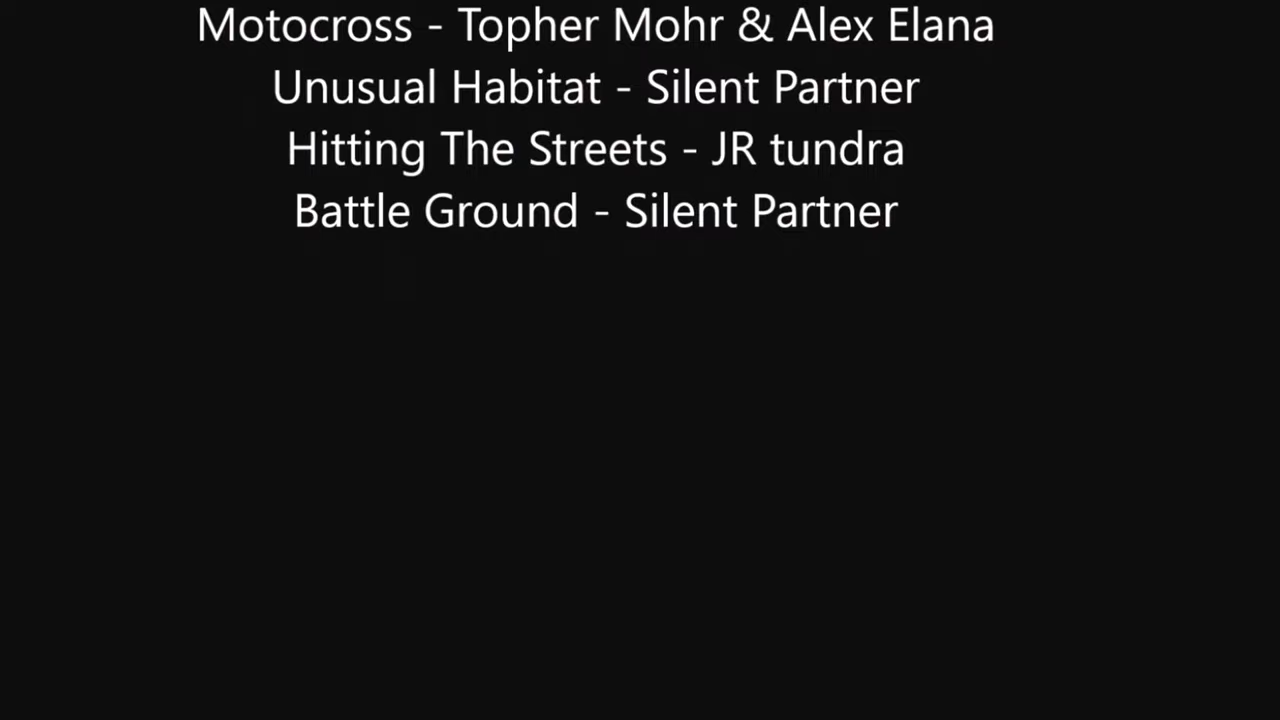 Motocross - Topher Mohr & Alex Elana
Unusual Habitat - Silent Partner
Hitting The Streets - JR tundra
Battle Ground - Silent Partner